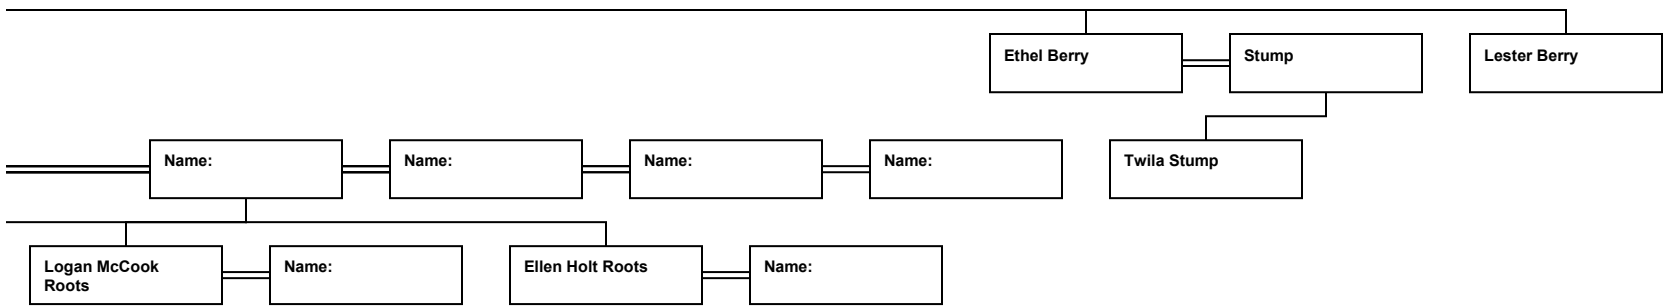 Ethel Berry
Stump
Lester Berry
Name:
Name:
Name:
Name:
Twila Stump
Logan McCook
Roots
Name:
Ellen Holt Roots
Name: